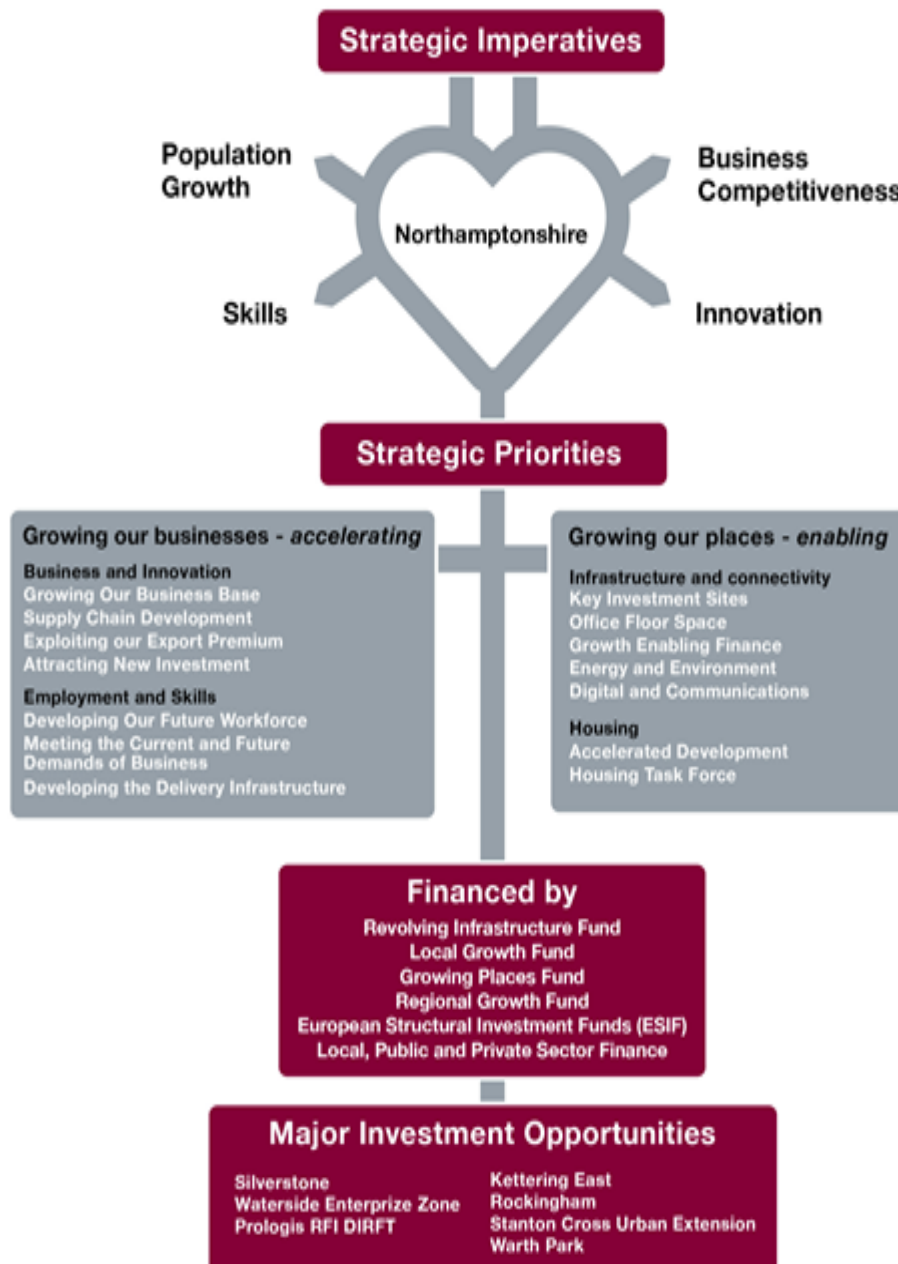 Strategic Imperatives
Population
Growth
Business
Competitiveness
Northamptonshire
Skills
Innovation
Strategic Priorities
Growing our businesses - accelerating
Business and Innovation
Growing Our Business Base
Supply Chain Development
Exploiting our Export Premium
Attracting New Investment
Employment and Skills
Developing Our Future Workforce
Meeting the Current and Future
Demands of Business
Developing the Delivery Infrastructure
Growing our places - enabling
Infrastructure and connectivity
Key Investment Sites
Office Floor Space
Growth Enabling Finance
Energy and Environment
Digital and Communications
Housing
Accelerated Development
Housing Task Force
Financed by
Revolving Infrastructure Fund
Local Growth Fund
Growing Places Fund
Regional Growth Fund
European Structural Investment Funds (ESIF)
Local, Public and Private Sector Finance
Major Investment Opportunities
Silverstone
Waterside Enterprize Zone
Prologis RFI DIRFT
Kettering East
Rockingham
Stanton Cross Urban Extension
Warth Park